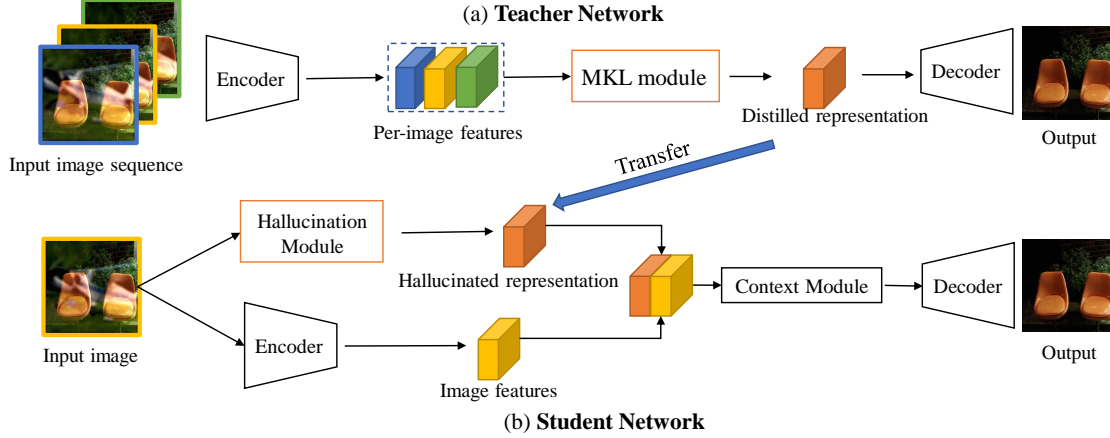 (a) Teacher Network
Encoder
MKL module
Decoder
Per-image features
Distilled representation
Output
Input image sequence
Transfer
Hallucination
Module
Hallucinated representation
Context Module
Decoder
Encoder
Input image
Image features
Output
(b) Student Network